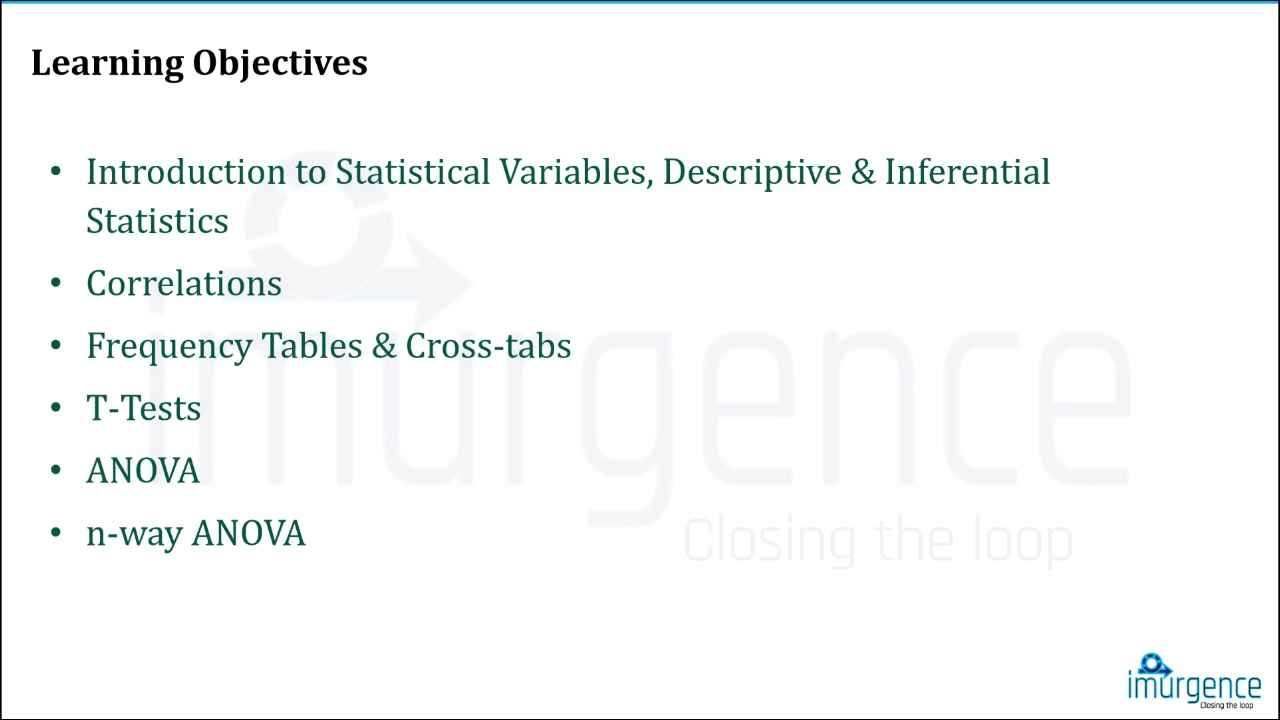 Learning Objectives
• Introduction to Statistical Variables, Descriptive & Inferential
Statistics
• Correlations
• Frequency Tables & Cross-tabs
• T-Tests
• ANOVA
• n-way ANOVA
imurgence
Closing the loop
imurgence
Closing the loop